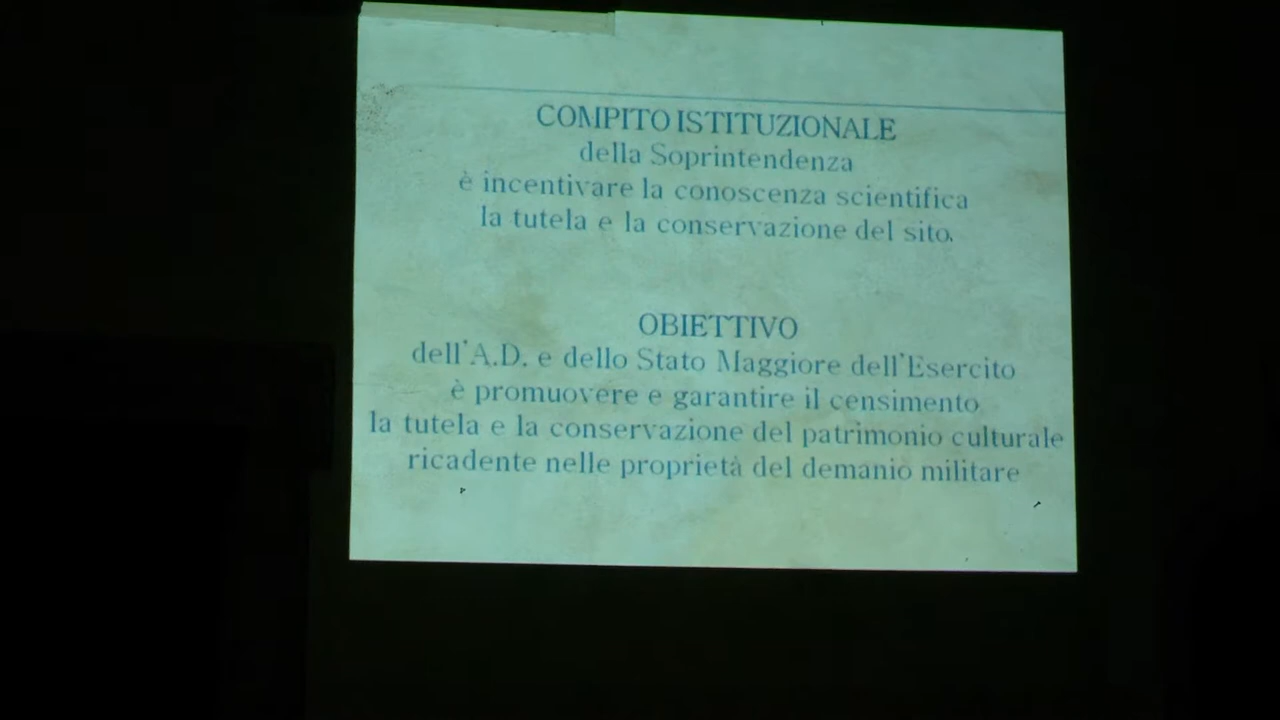 COMPITO ISTITUZIONALE
della Soprintendenza
è incentivare la conoscenza scientifica
la tutela e la conservazione del sito.
OBIETTIVO
dell'A.D. e dello Stato Maggiore dell'Esercito
è promuovere e garantire il censimento
la tutela e la conservazione del patrimonio culturale
ricadente nelle proprietà del demanio militare